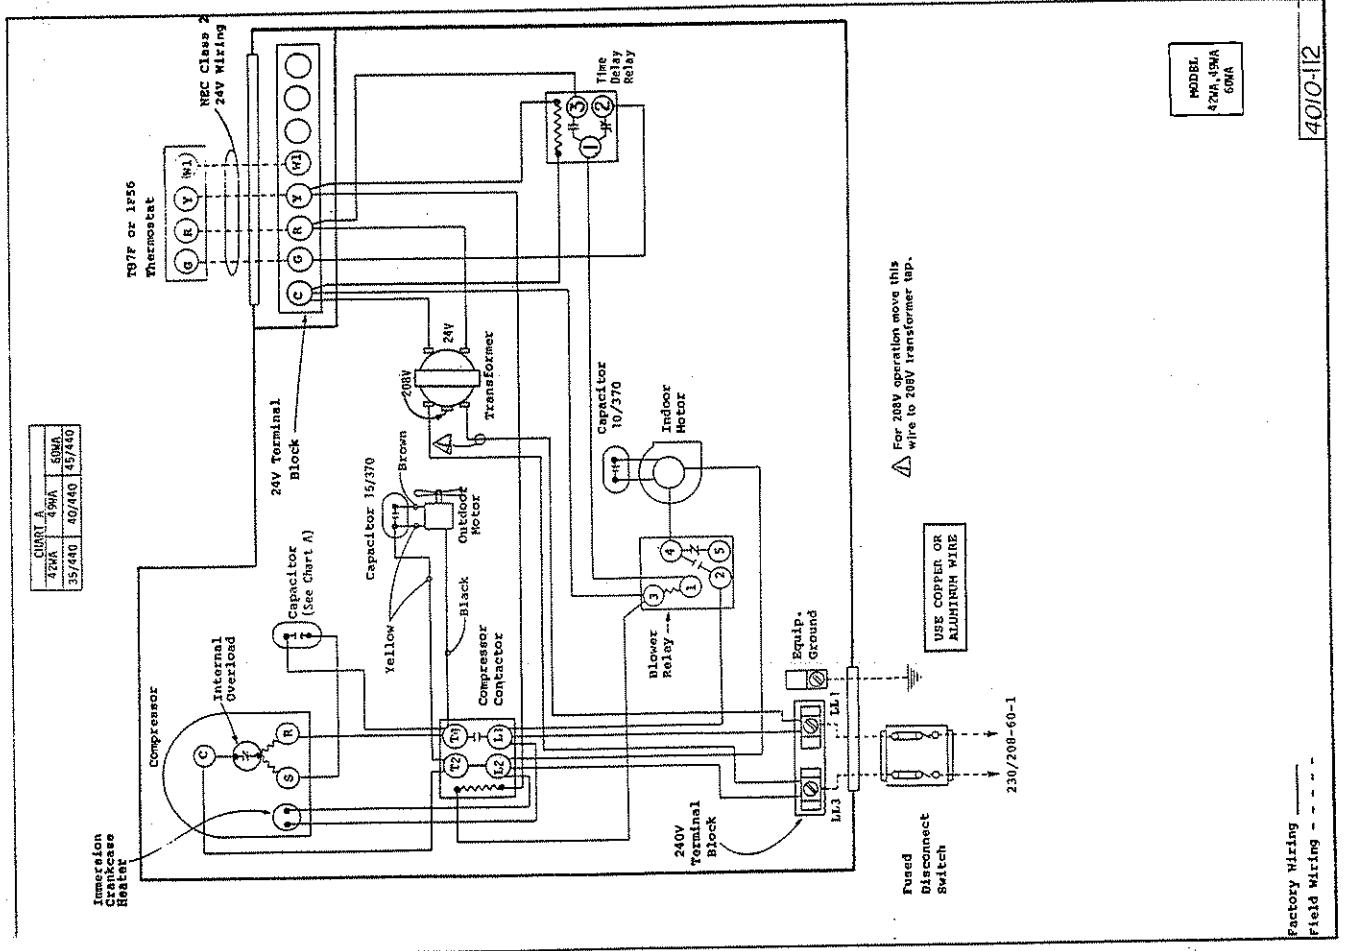 4010-112
MODEL
42WA,49WA
60WA
CHART A
42WA 49WA 60WA
35/440 40/440 45/440
T87F or 1F56
Thermostat
NEC Class 2
24V Wiring
G R Y W1
C G R Y W1
24V Terminal
Block
Time
Delay
Relay
1 2 3
24V
208V
Transformer
Capacitor
10/370
Indoor
Motor
Capacitor 15/370
Brown
Outdoor
Motor
Yellow
Black
Capacitor
(See Chart A)
Compressor
Internal
Overload
C R S
Immersion
Crankcase
Heater
Compressor
Contactor
T4 L1
T2 L2
Blower
Relay
3 1 4 2 5
Equip.
Ground
LL1
LL3
240V
Terminal
Block
Fused
Disconnect
Switch
230/208-60-1
USE COPPER OR
ALUMINUM WIRE
For 208V operation move this
wire to 208V transformer tap.
Factory Wiring
Field Wiring